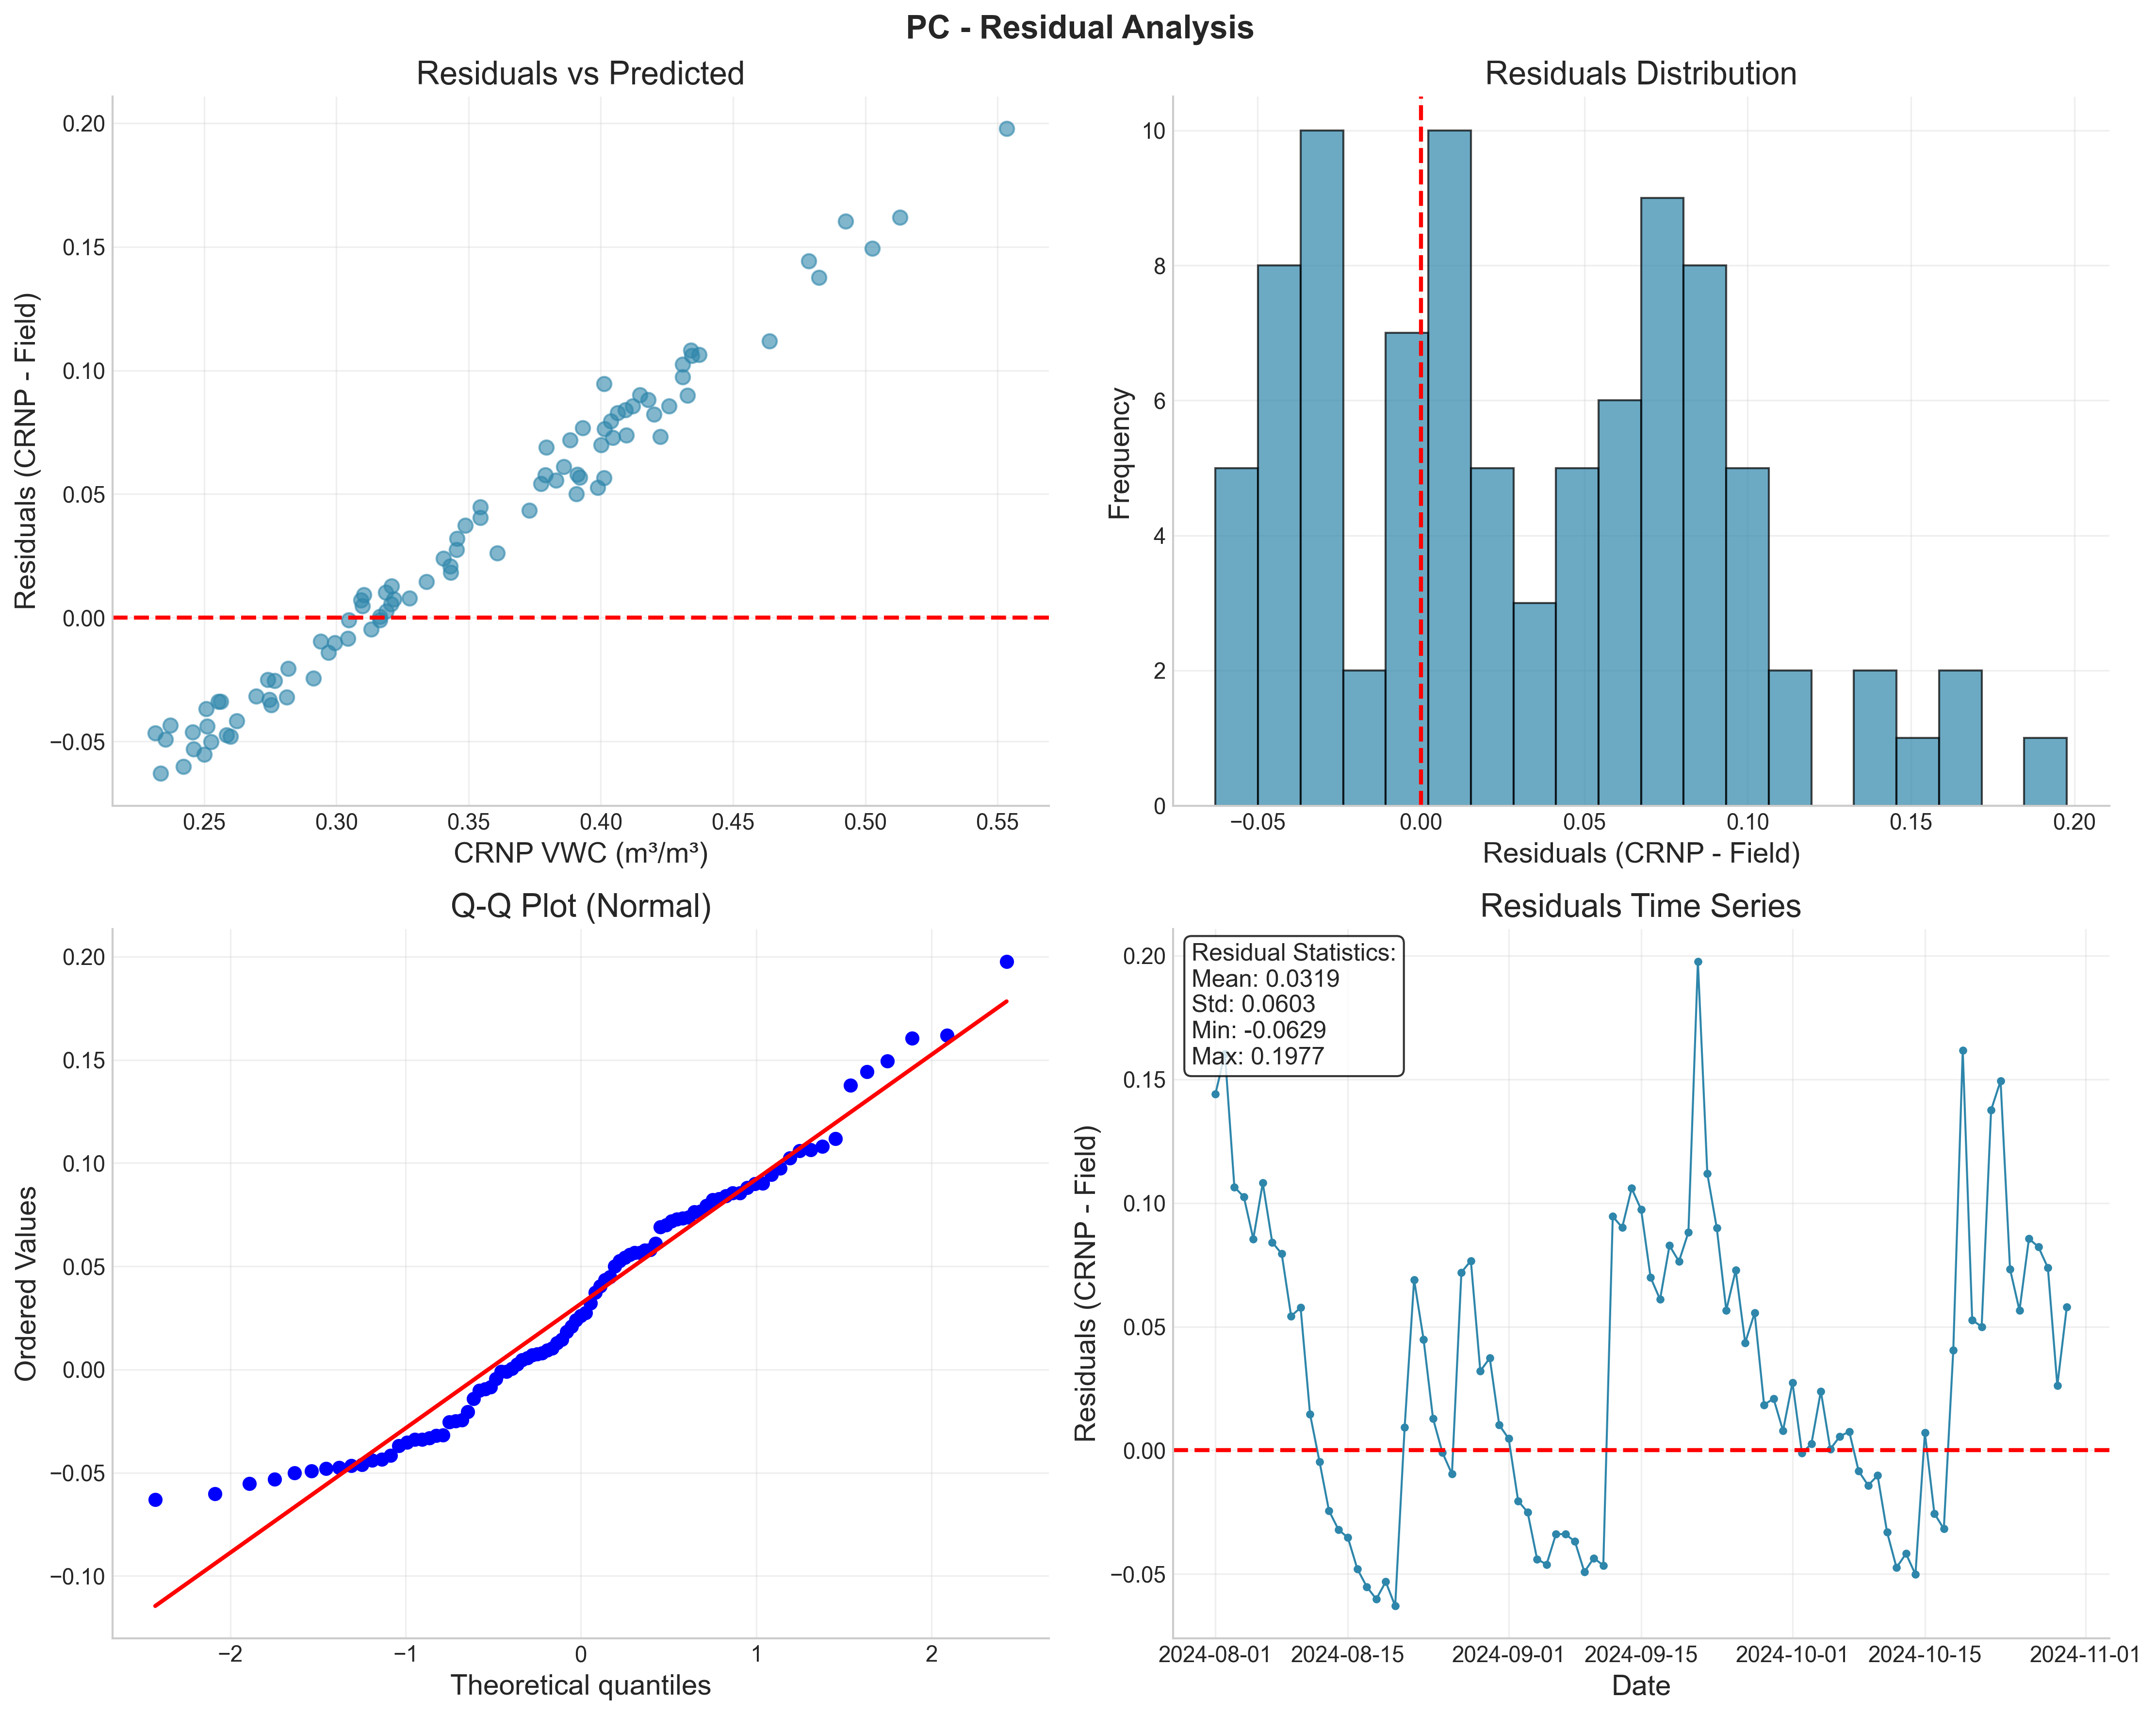 PC - Residual Analysis
Residuals vs Predicted
Residuals (CRNP - Field)
0.20
0.15
0.10
0.05
0.00
−0.05
0.25 0.30 0.35 0.40 0.45 0.50 0.55
CRNP VWC (m³/m³)
Residuals Distribution
Frequency
10
8
6
4
2
0
−0.05 0.00 0.05 0.10 0.15 0.20
Residuals (CRNP - Field)
Q-Q Plot (Normal)
Ordered Values
0.20
0.15
0.10
0.05
0.00
−0.05
−0.10
−2 −1 0 1 2
Theoretical quantiles
Residuals Time Series
Residual Statistics:
Mean: 0.0319
Std: 0.0603
Min: -0.0629
Max: 0.1977
Residuals (CRNP - Field)
0.20
0.15
0.10
0.05
0.00
−0.05
2024-08-01 2024-08-15 2024-09-01 2024-09-15 2024-10-01 2024-10-15 2024-11-01
Date